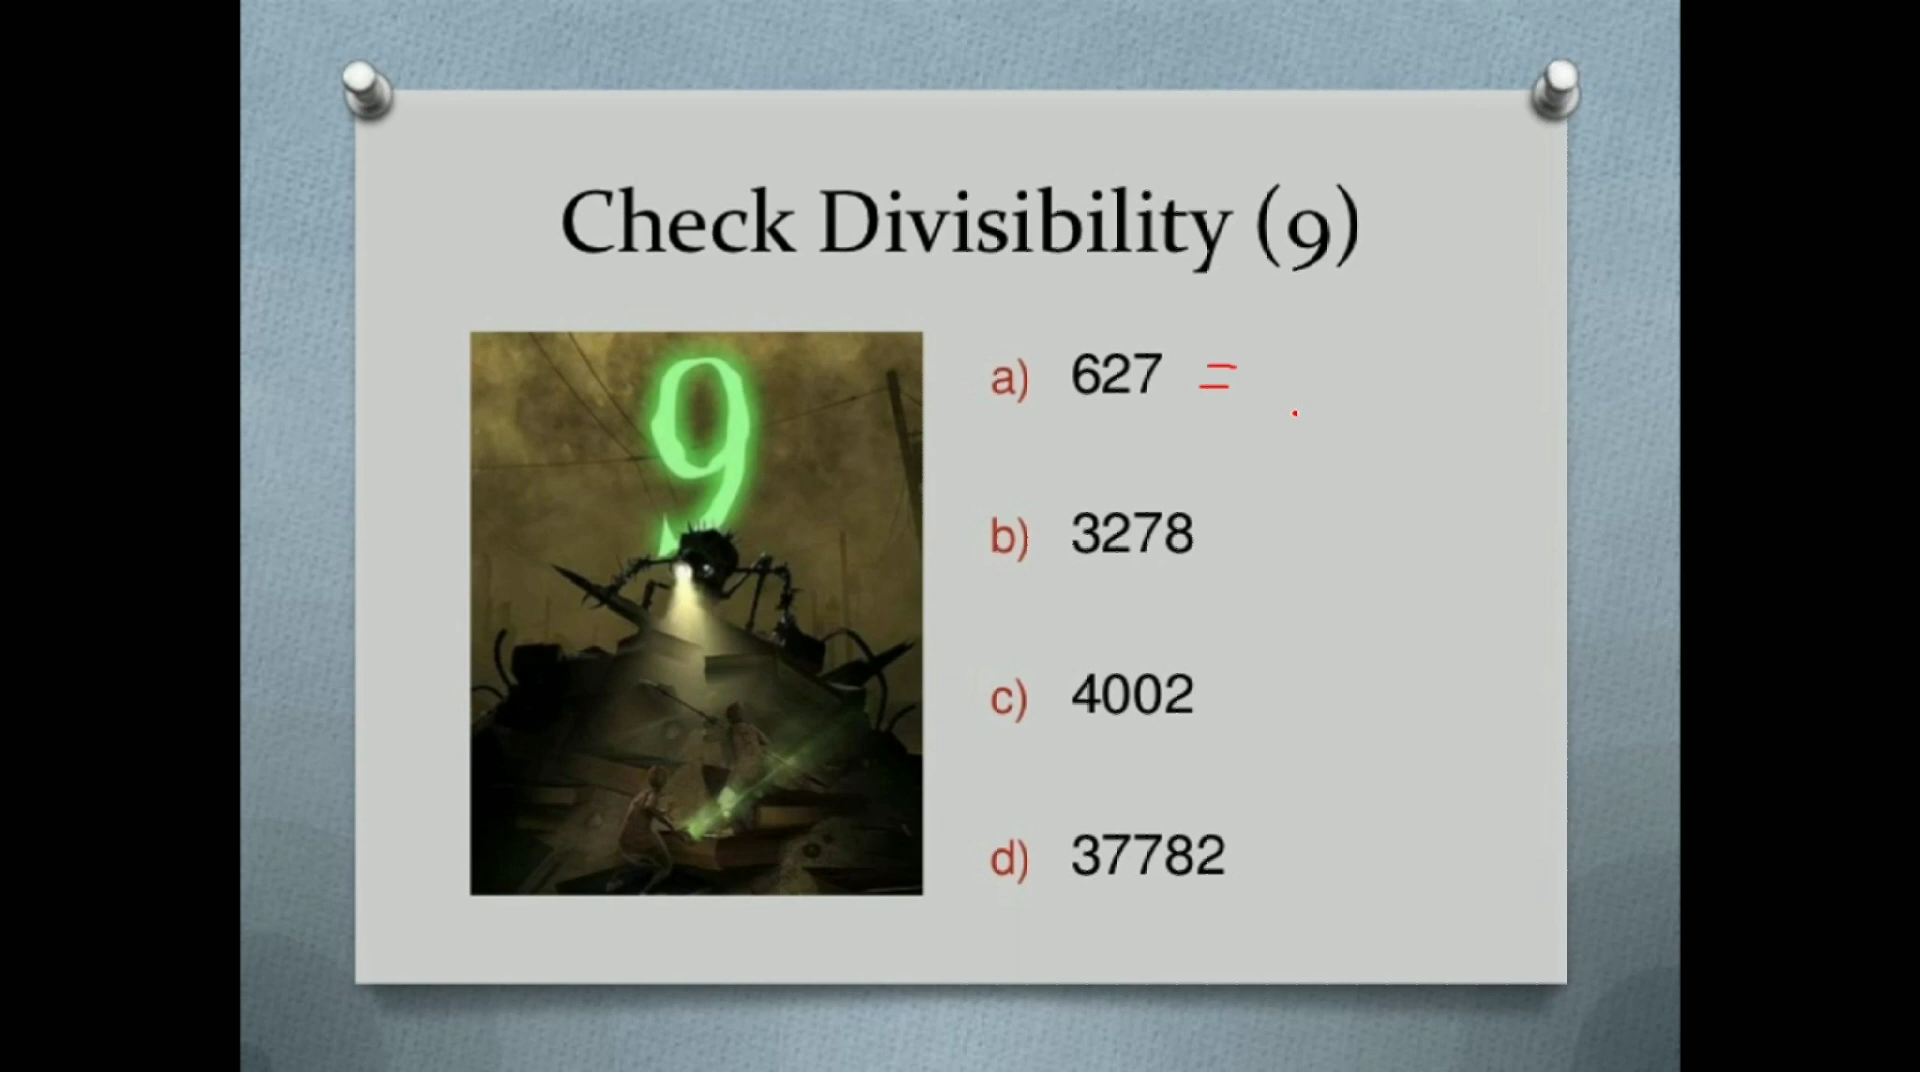 Check Divisibility (9)
9
a) 627 =
b) 3278
c) 4002
d) 37782